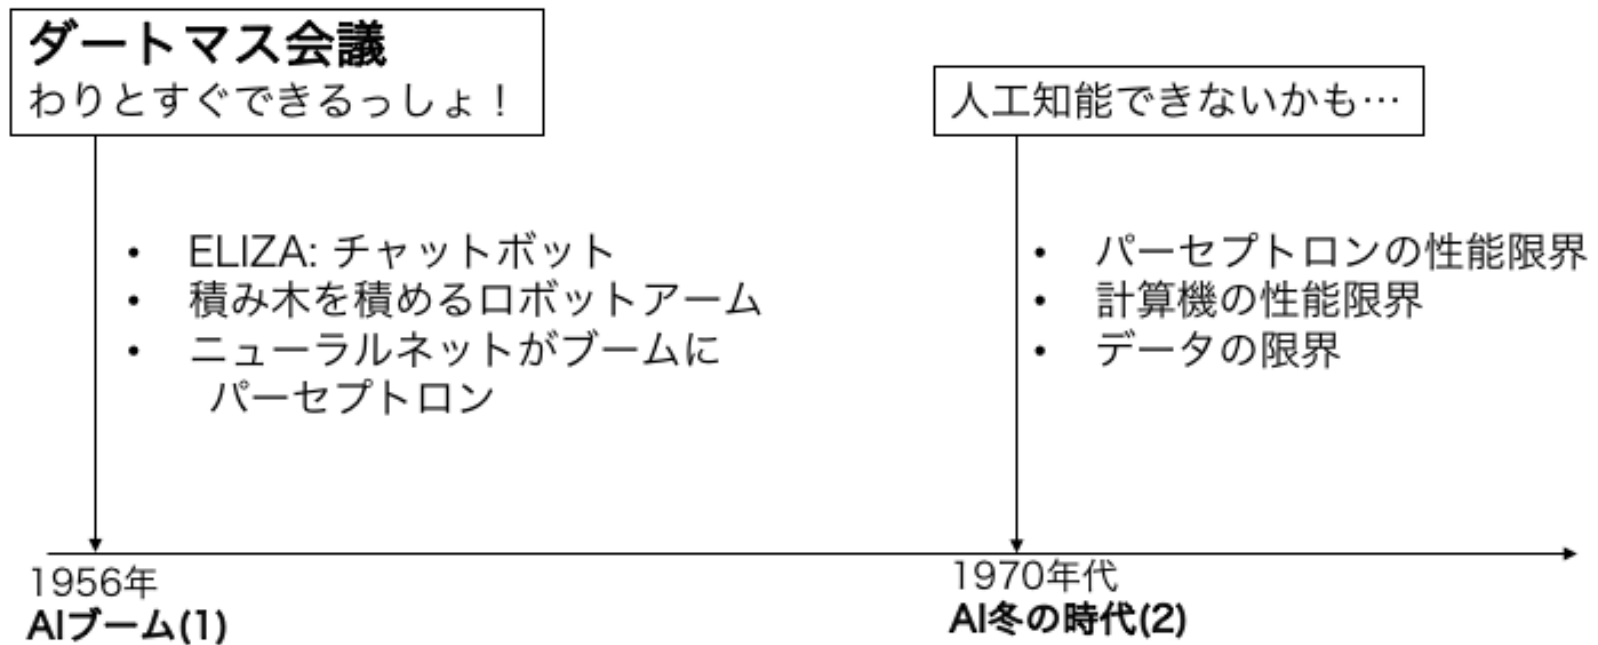 ダートマス会議
わりとすぐできるっしょ！
人工知能できないかも…
• ELIZA: チャットボット
• 積み木を積めるロボットアーム
• ニューラルネットがブームに
パーセプトロン
• パーセプトロンの性能限界
• 計算機の性能限界
• データの限界
1956年
AIブーム(1)
1970年代
AI冬の時代(2)